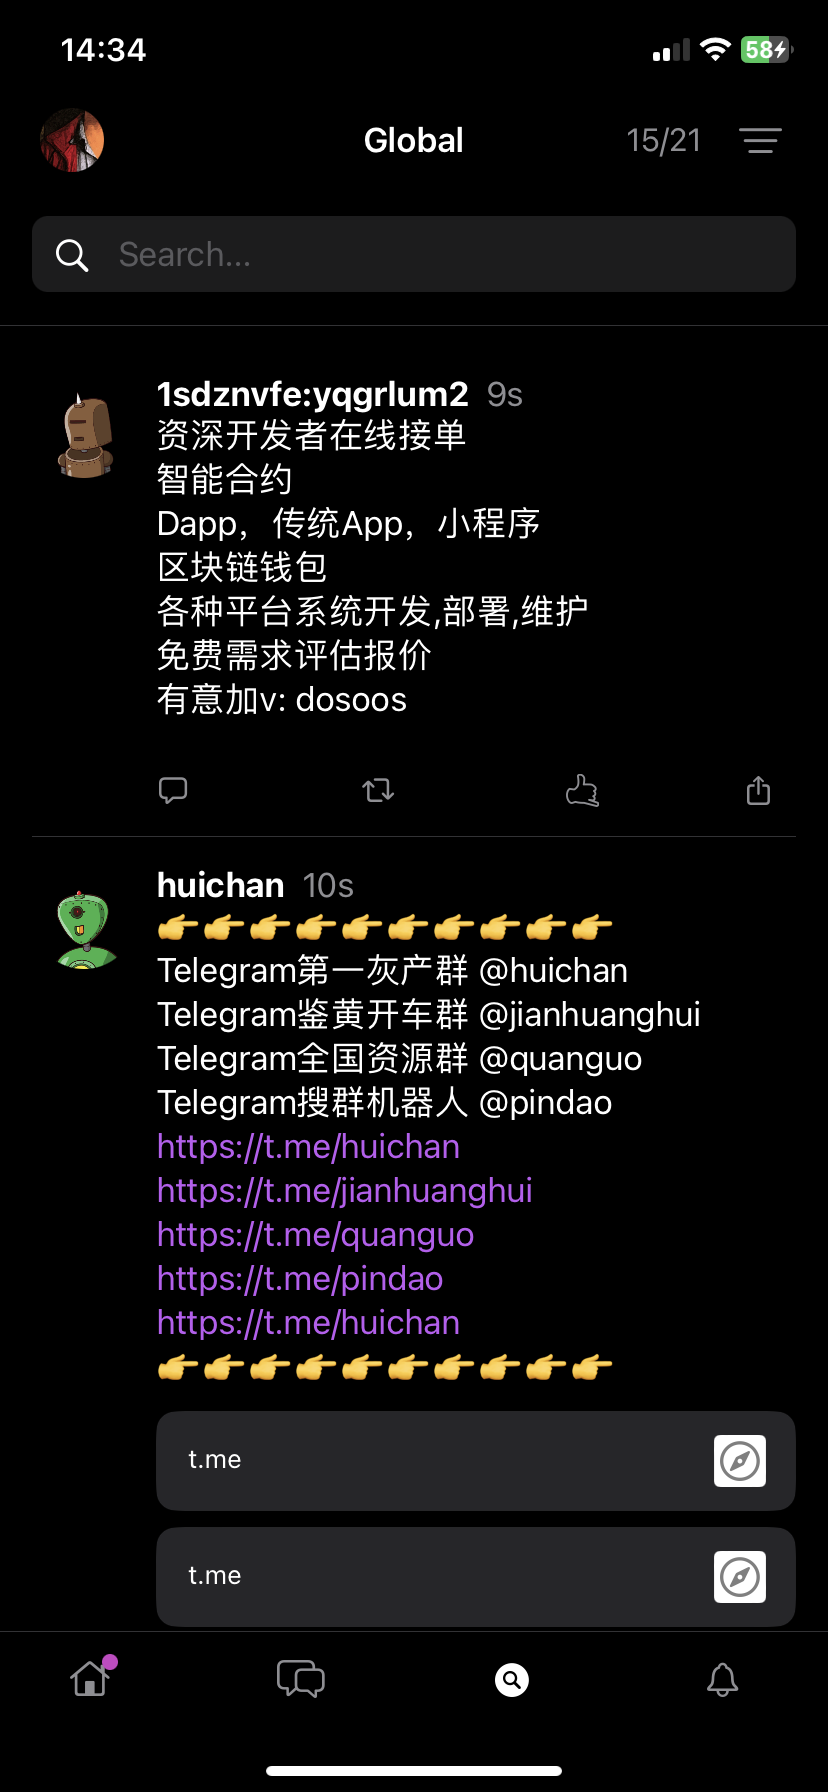 14:34
58
Global
15/21
Search...
1sdznvfe:yqgrlum2 9s
资深开发者在线接单
智能合约
Dapp，传统App，小程序
区块链钱包
各种平台系统开发,部署,维护
免费需求评估报价
有意加v: dosoos
huichan 10s
👉👉👉👉👉👉👉👉👉👉
Telegram第一灰产群 @huichan
Telegram鉴黄开车群 @jianhuanghui
Telegram全国资源群 @quanguo
Telegram搜群机器人 @pindao
https://t.me/huichan
https://t.me/jianhuanghui
https://t.me/quanguo
https://t.me/pindao
https://t.me/huichan
👉👉👉👉👉👉👉👉👉👉
t.me
t.me